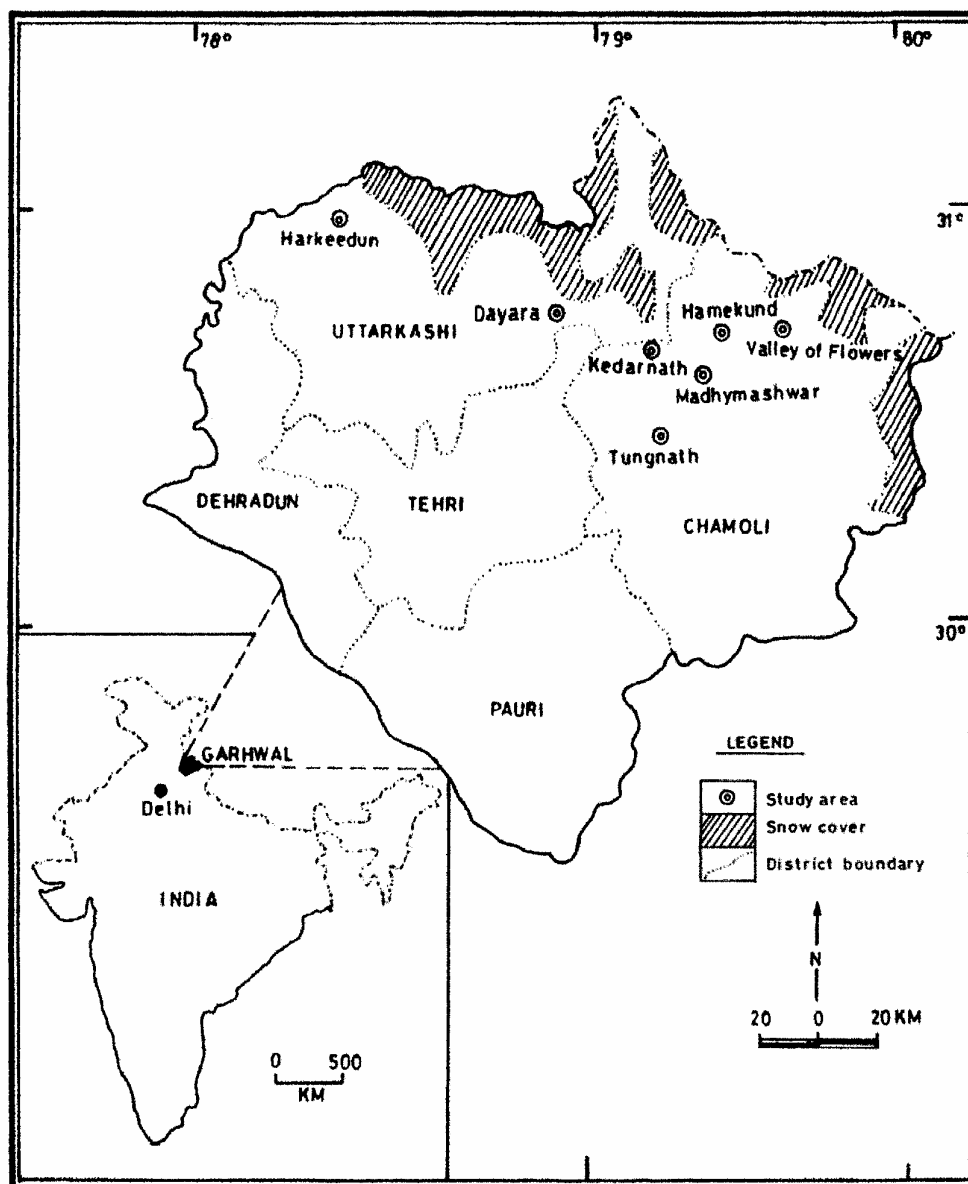 78°
79°
80°
31°
Harkeedun
Dayara
Hamekund
UTTARKASHI
Valley of Flowers
Kedarnath
Madhymashwar
Tungnath
DEHRADUN
TEHRI
CHAMOLI
30°
PAURI
GARHWAL
Delhi
INDIA
0 500
KM
LEGEND
Study area
Snow cover
District boundary
N
20 0 20 KM